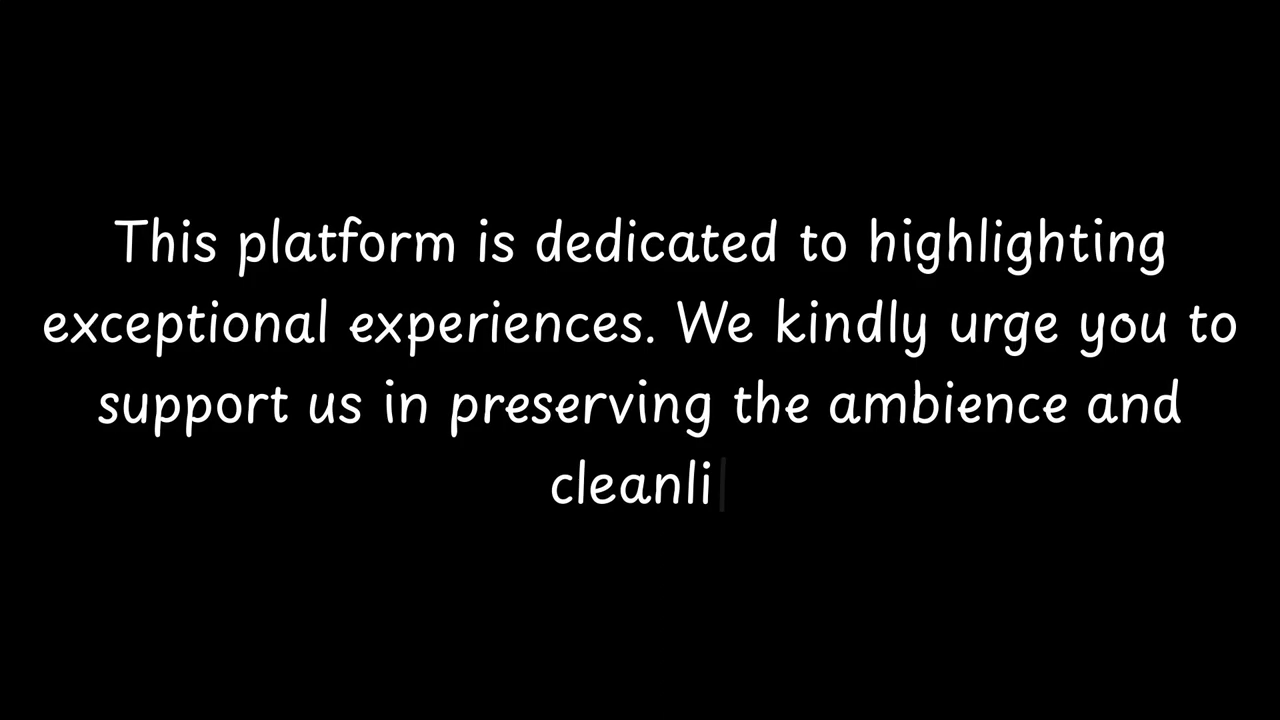 This platform is dedicated to highlighting
exceptional experiences. We kindly urge you to
support us in preserving the ambience and
cleanli